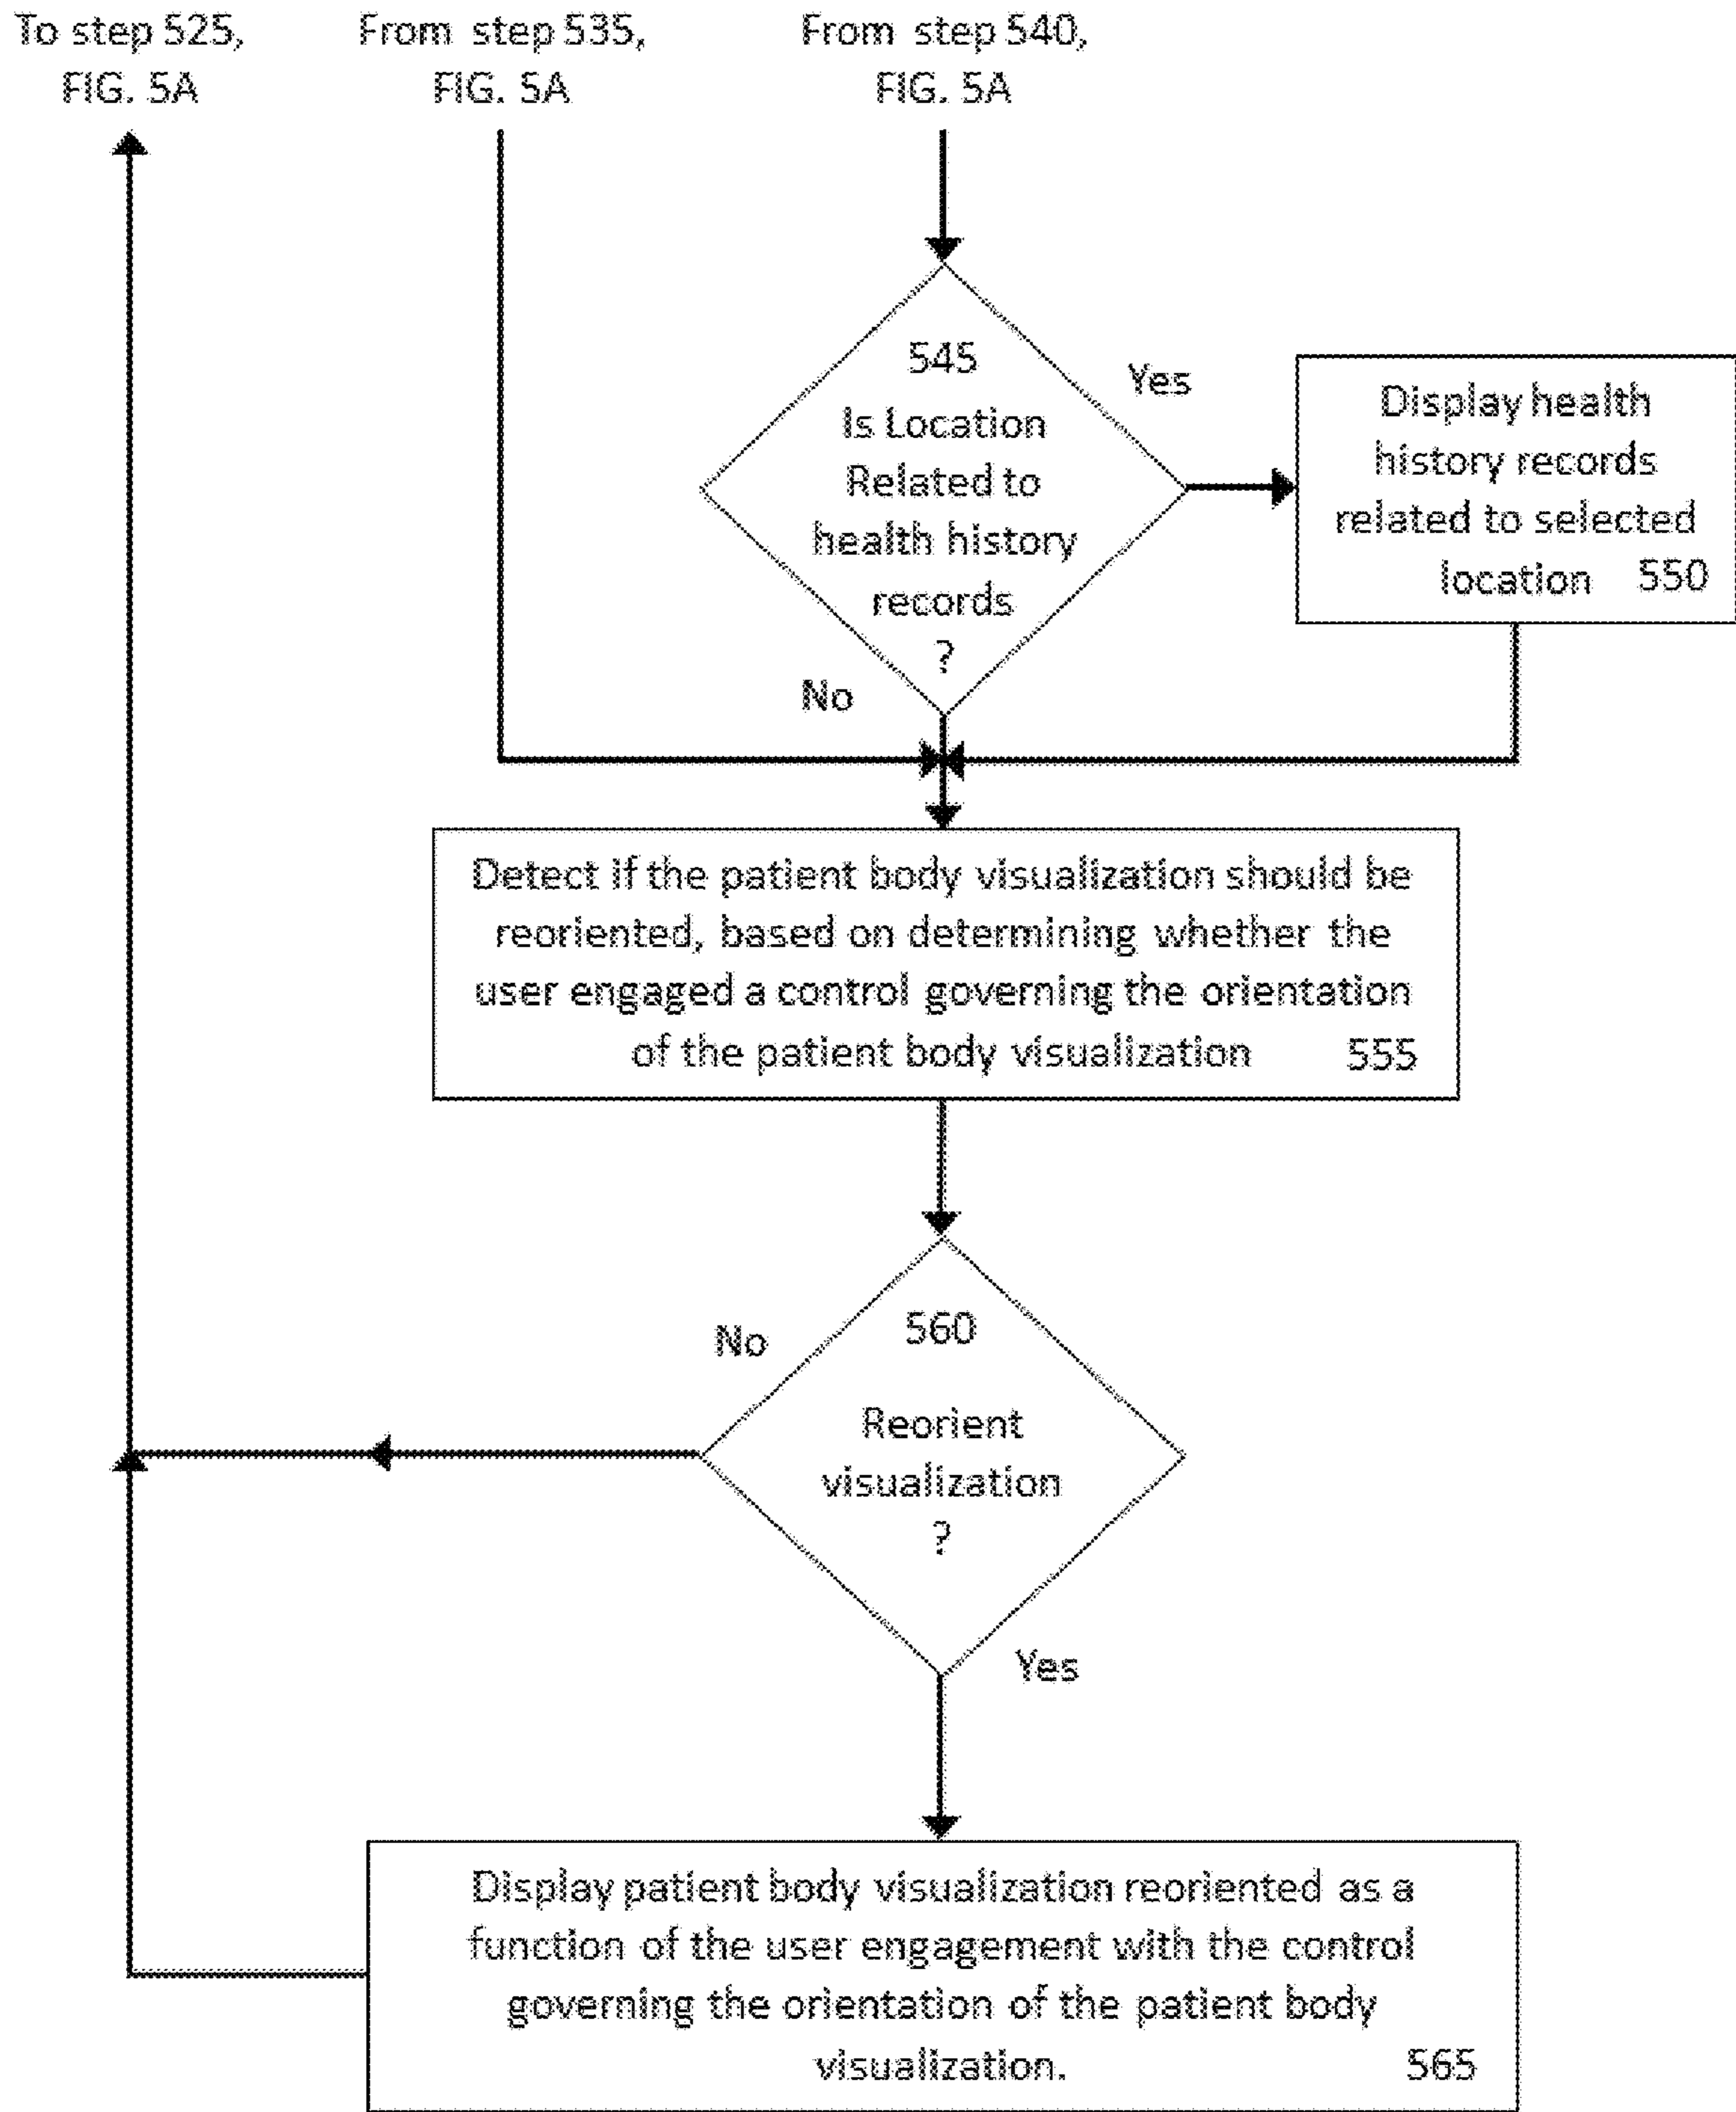 To step 525,
FIG. 5A
From step 535,
FIG. 5A
From step 540,
FIG. 5A
545
Is Location
Related to
health history
records
?
Yes
No
Display health
history records
related to selected
location 550
Detect if the patient body visualization should be
reoriented, based on determining whether the
user engaged a control governing the orientation
of the patient body visualization 555
560
Reorient
visualization
?
No
Yes
Display patient body visualization reoriented as a
function of the user engagement with the control
governing the orientation of the patient body
visualization. 565